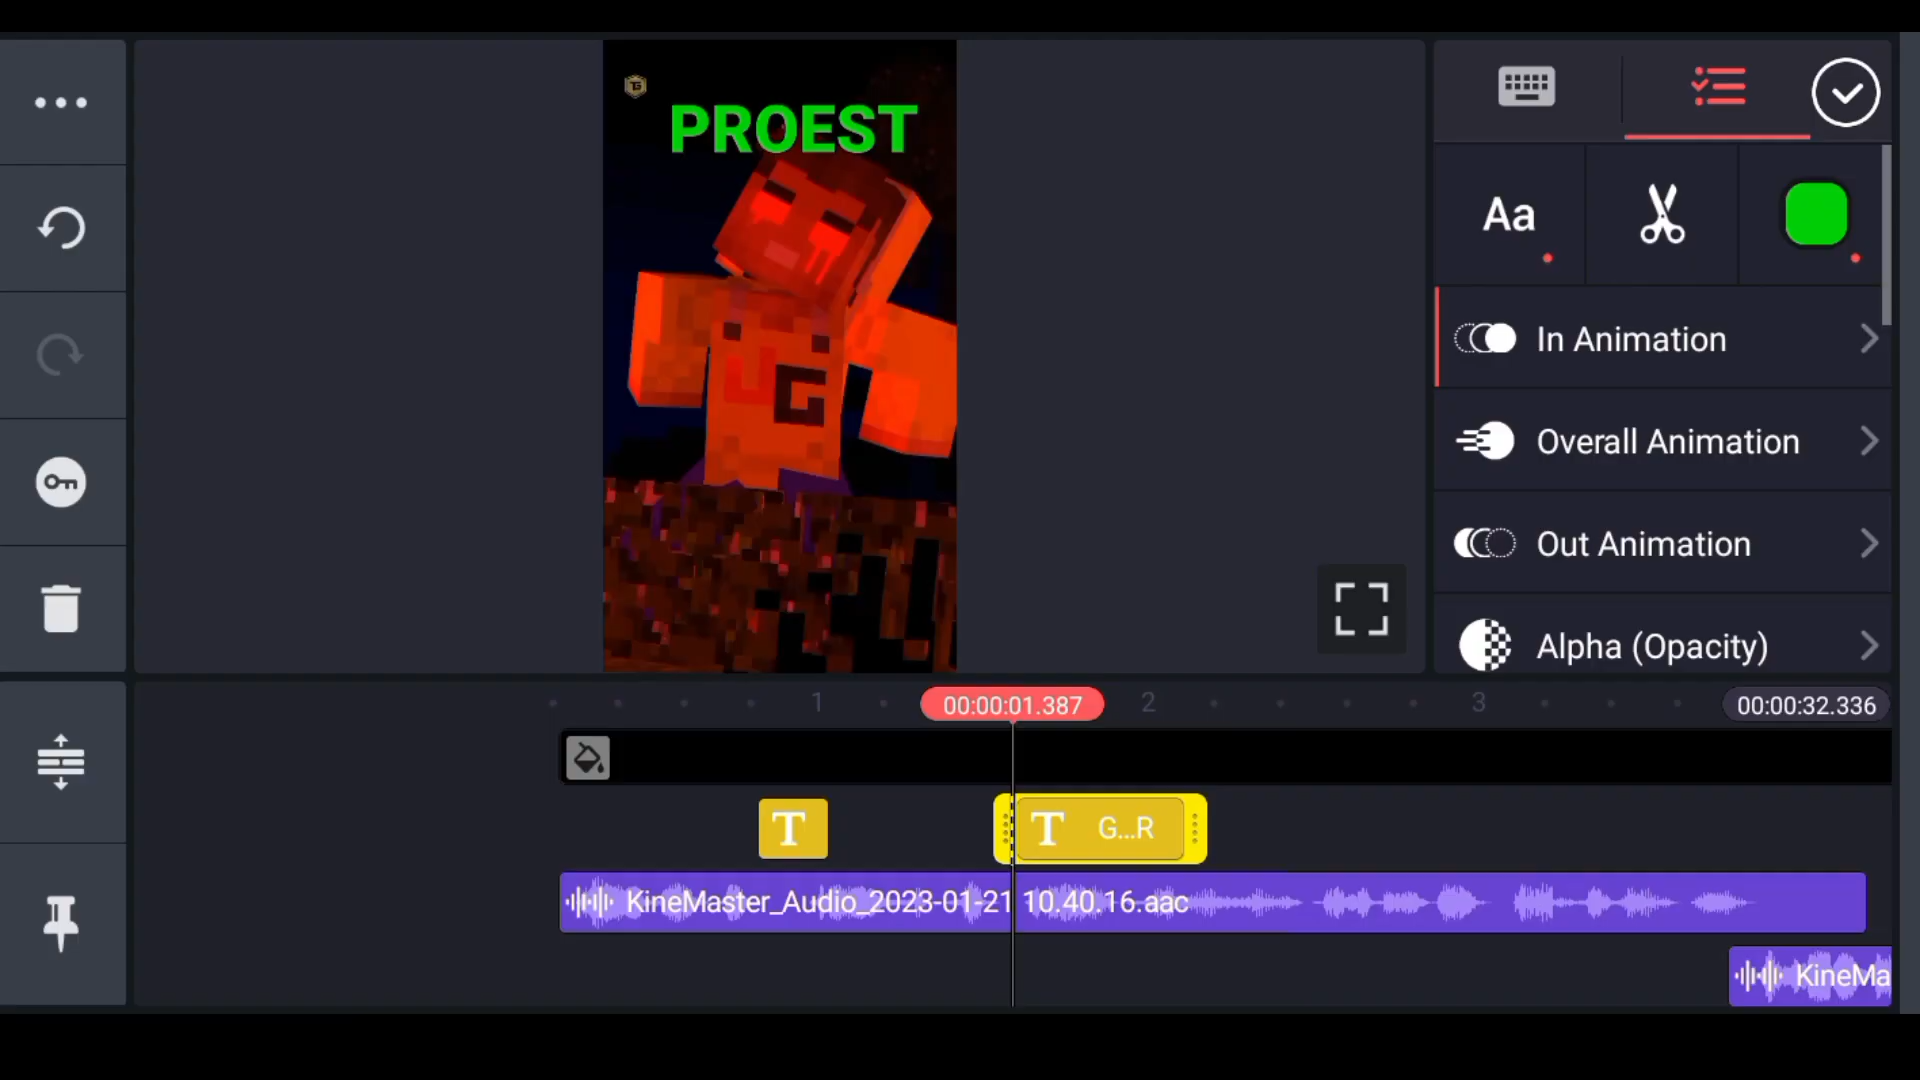 TG
PROEST
G
Aa
In Animation
Overall Animation
Out Animation
Alpha (Opacity)
1
00:00:01.387
2
3
00:00:32.336
T
T G...R
KineMaster_Audio_2023-01-21 10.40.16.aac
KineMa